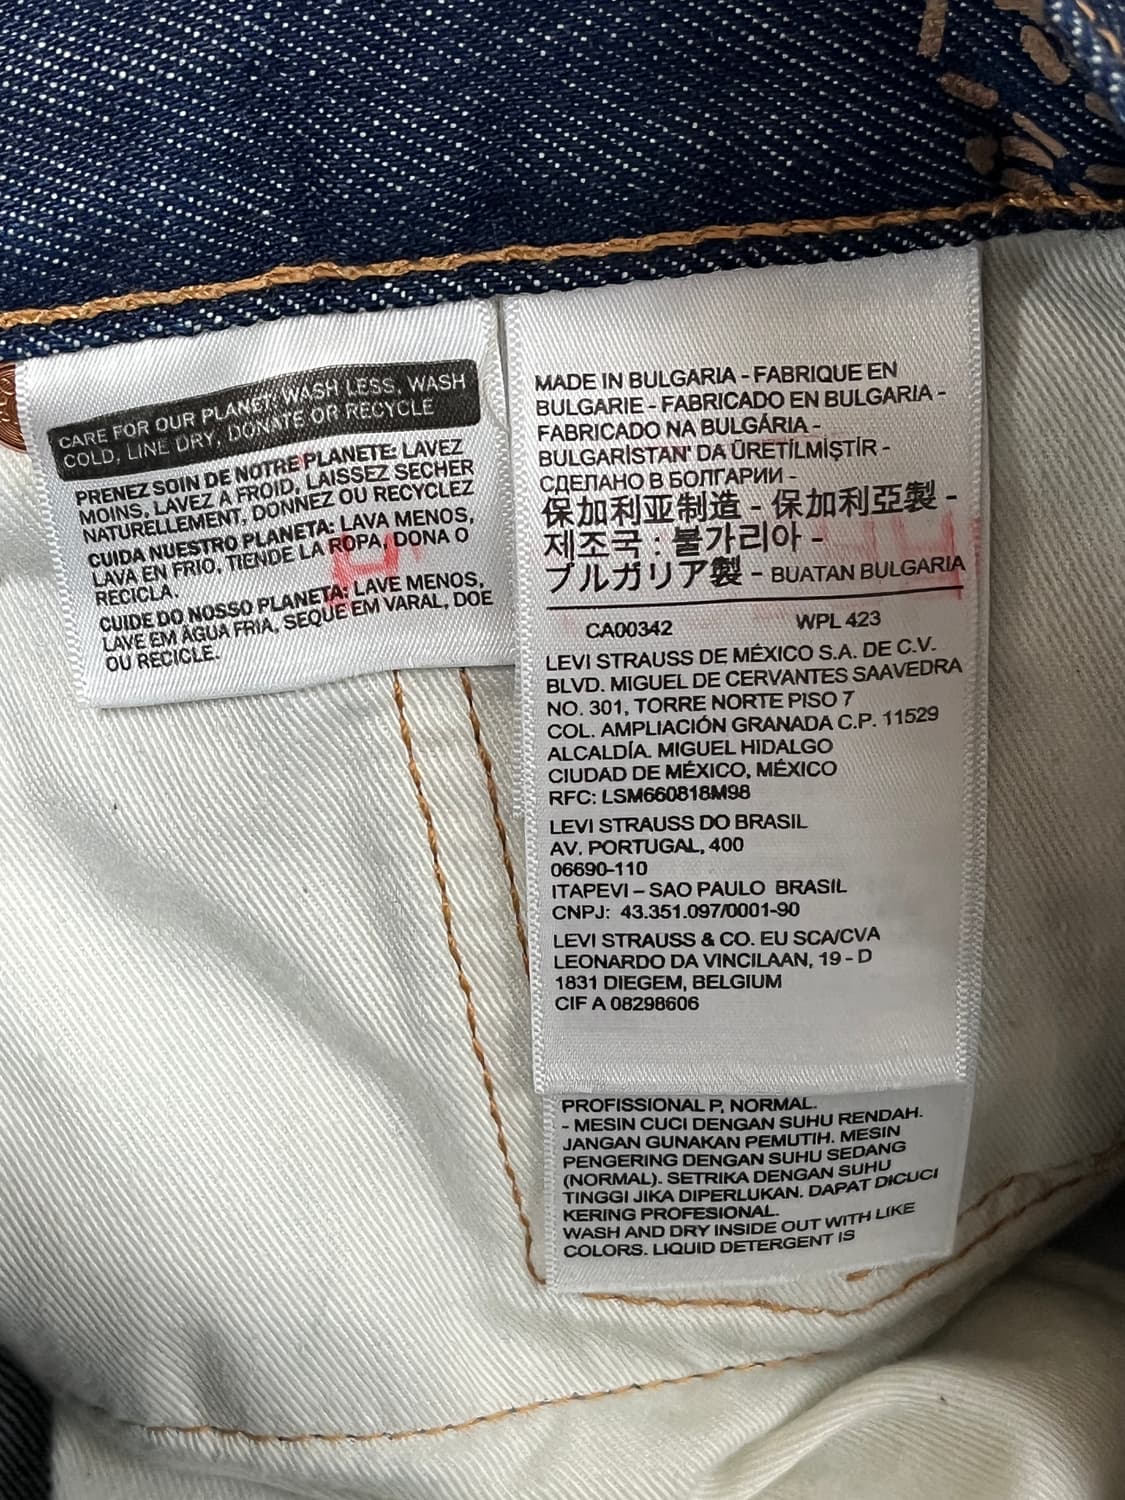 CARE FOR OUR PLANET: WASH LESS, WASH
COLD, LINE DRY, DONATE OR RECYCLE
PRENEZ SOIN DE NOTRE PLANETE: LAVEZ
MOINS, LAVEZ A FROID, LAISSEZ SECHER
NATURELLEMENT, DONNEZ OU RECYCLEZ
CUIDA NUESTRO PLANETA: LAVA MENOS,
LAVA EN FRIO, TIENDE LA ROPA, DONA O
RECICLA.
CUIDE DO NOSSO PLANETA: LAVE MENOS,
LAVE EM ÁGUA FRIA, SEQUE EM VARAL, DOE
OU RECICLE.
MADE IN BULGARIA - FABRIQUE EN
BULGARIE - FABRICADO EN BULGARIA -
FABRICADO NA BULGÁRIA -
BULGARİSTAN' DA ÜRETİLMİŞTİR -
СДЕЛАНО В БОЛГАРИИ -
保加利亚制造 - 保加利亞製 -
제조국 : 불가리아 -
ブルガリア製 - BUATAN BULGARIA
CA00342 WPL 423
LEVI STRAUSS DE MÉXICO S.A. DE C.V.
BLVD. MIGUEL DE CERVANTES SAAVEDRA
NO. 301, TORRE NORTE PISO 7
COL. AMPLIACIÓN GRANADA C.P. 11529
ALCALDÍA. MIGUEL HIDALGO
CIUDAD DE MÉXICO, MÉXICO
RFC: LSM660818M98
LEVI STRAUSS DO BRASIL
AV. PORTUGAL, 400
06690-110
ITAPEVI – SAO PAULO BRASIL
CNPJ: 43.351.097/0001-90
LEVI STRAUSS & CO. EU SCA/CVA
LEONARDO DA VINCILAAN, 19 - D
1831 DIEGEM, BELGIUM
CIF A 08298606
PROFISSIONAL P, NORMAL.
- MESIN CUCI DENGAN SUHU RENDAH.
JANGAN GUNAKAN PEMUTIH. MESIN
PENGERING DENGAN SUHU SEDANG
(NORMAL). SETRIKA DENGAN SUHU
TINGGI JIKA DIPERLUKAN. DAPAT DICUCI
KERING PROFESIONAL.
WASH AND DRY INSIDE OUT WITH LIKE
COLORS. LIQUID DETERGENT IS